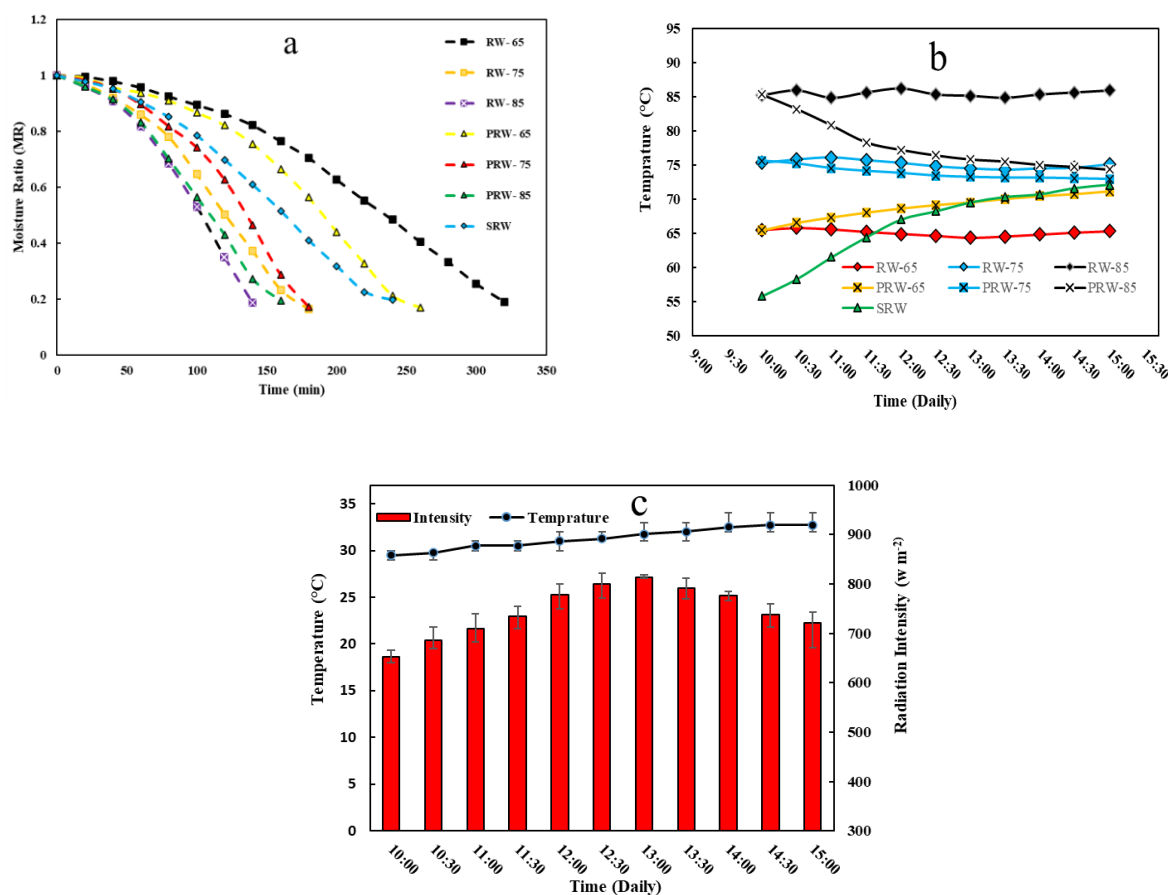 a
Moisture Ratio (MR)
1.2
1
0.8
0.6
0.4
0.2
0
0 50 100 150 200 250 300 350
Time (min)
RW- 65
RW- 75
RW- 85
PRW- 65
PRW- 75
PRW- 85
SRW
b
Temprature (°C)
95
90
85
80
75
70
65
60
55
50
RW-65 RW-75 RW-85
PRW-65 PRW-75 PRW-85
SRW
9:00 9:30 10:00 10:30 11:00 11:30 12:00 12:30 13:00 13:30 14:00 14:30 15:00 15:30
Time (Daily)
c
Intensity Temprature
Temperature (°C)
35
30
25
20
15
10
5
0
Radiation Intensity (w m⁻²)
1000
900
800
700
600
500
400
300
10:00 10:30 11:00 11:30 12:00 12:30 13:00 13:30 14:00 14:30 15:00
Time (Daily)